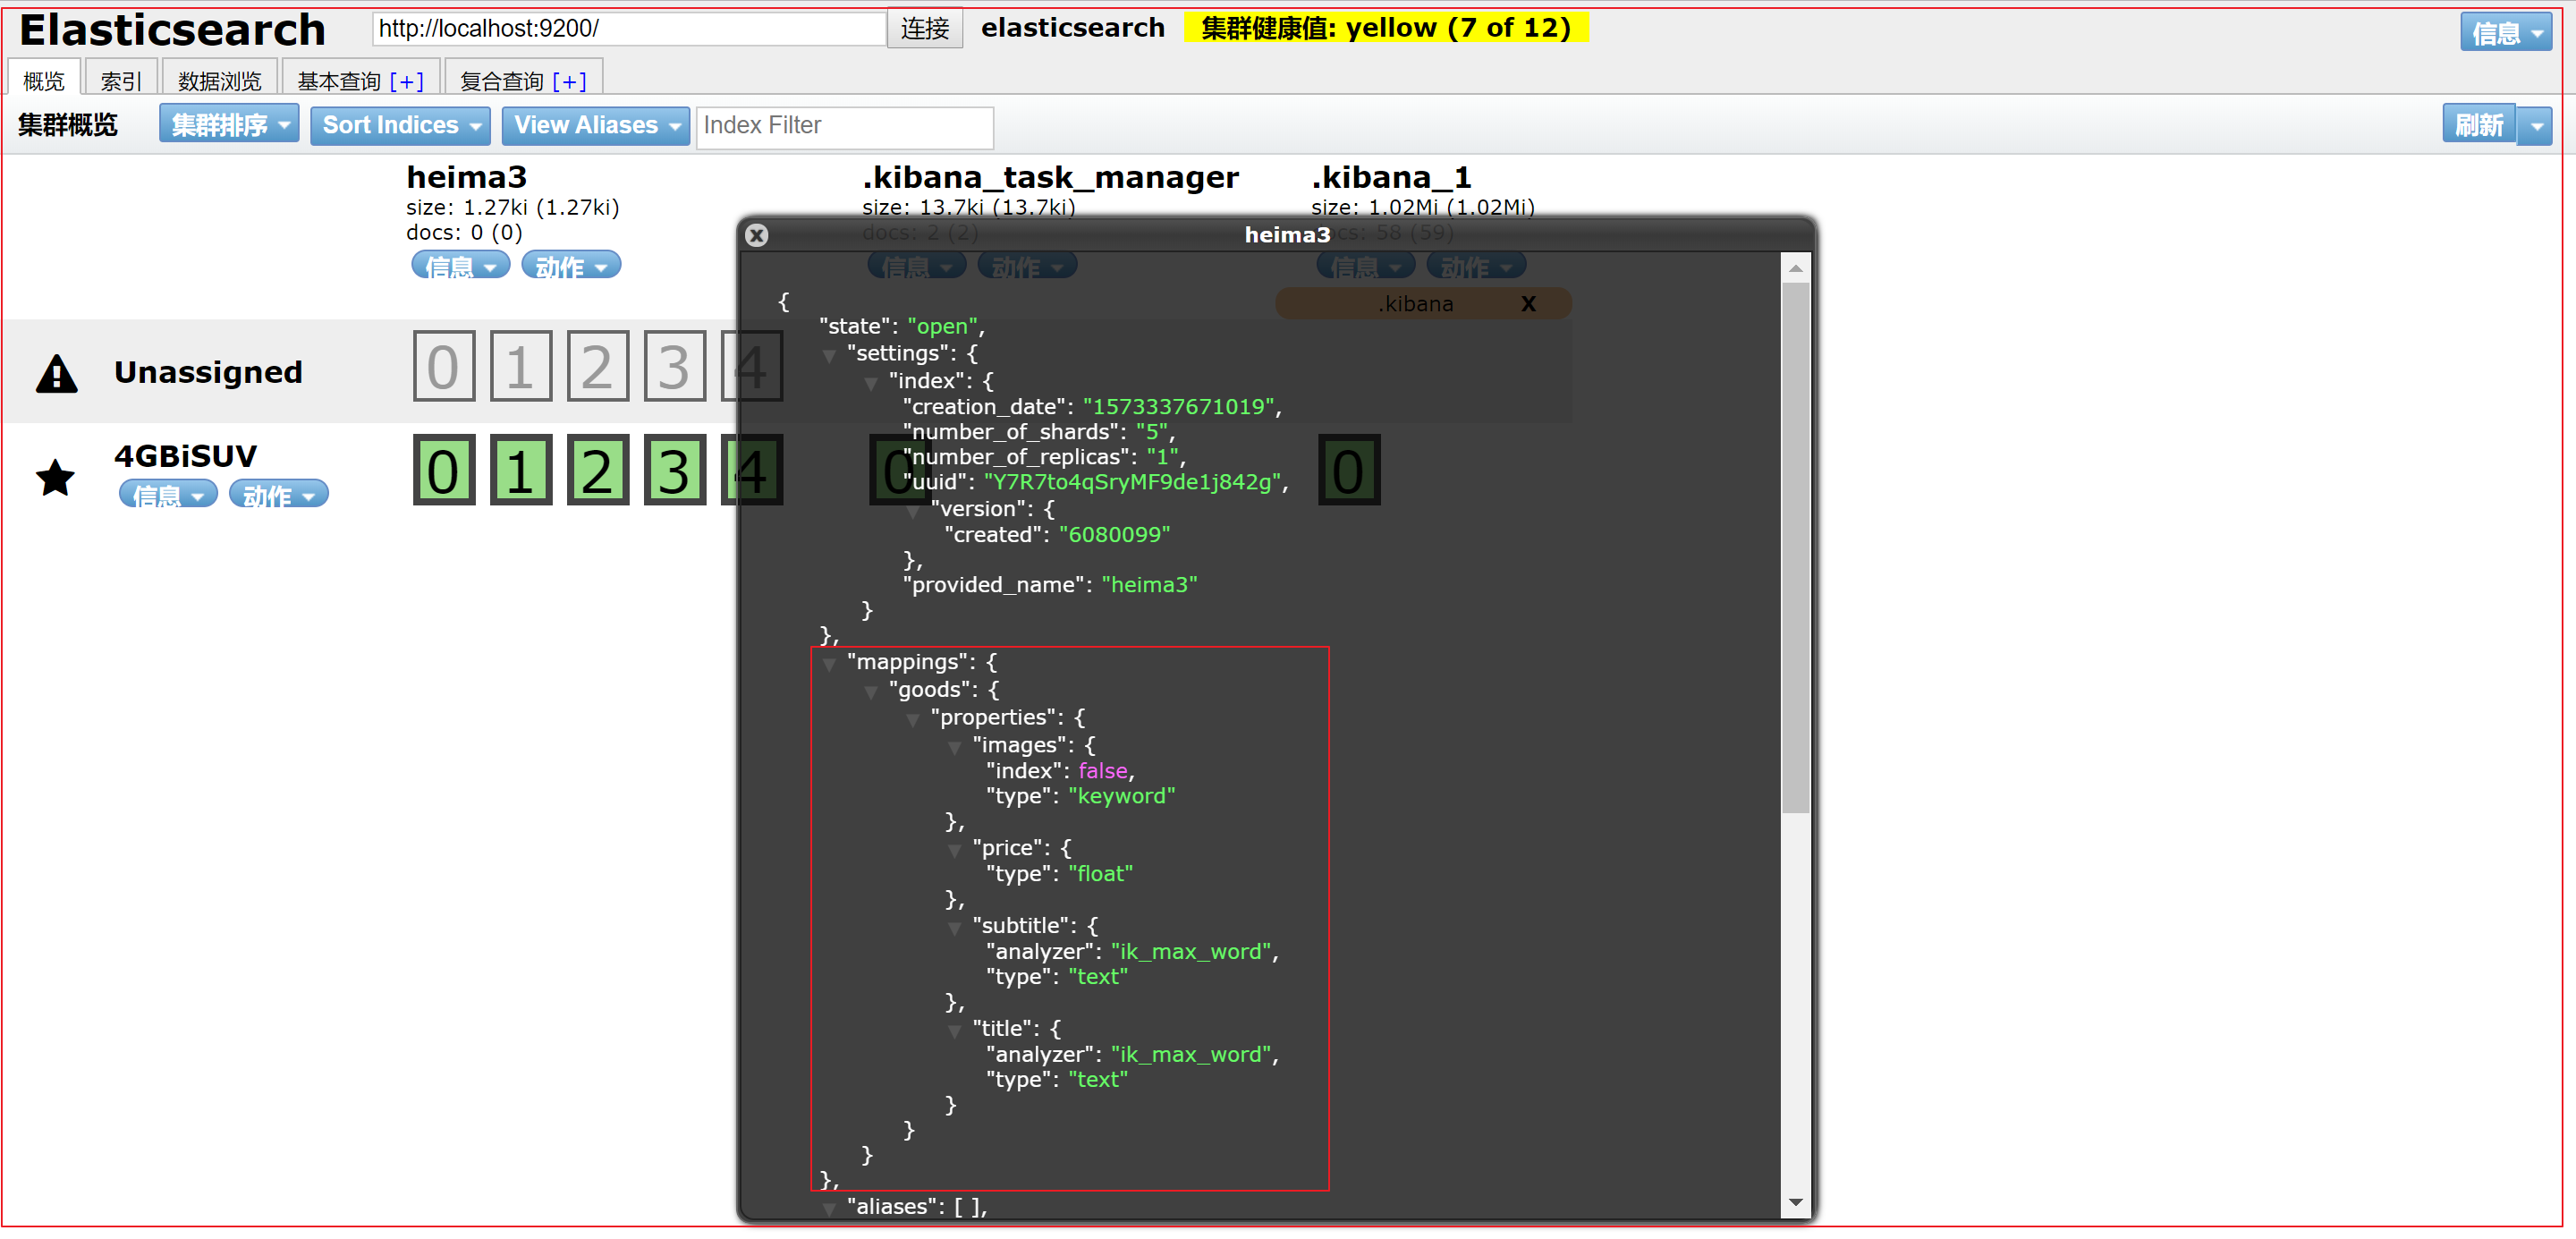 Elasticsearch http://localhost:9200/ 连接 elasticsearch 集群健康值: yellow (7 of 12) 信息
概览 索引 数据浏览 基本查询 [+] 复合查询 [+]
集群概览 集群排序 Sort Indices View Aliases Index Filter 刷新
heima3 .kibana_task_manager .kibana_1
size: 1.27ki (1.27ki) size: 13.7ki (13.7ki) size: 1.02Mi (1.02Mi)
docs: 0 (0) docs: 2 (2) docs: 58 (59)
信息 动作 信息 动作 信息 动作
.kibana X
Unassigned 0 1 2 3 4
4GBiSUV 0 1 2 3 4 0 0
信息 动作
X heima3
{
"state": "open",
"settings": {
"index": {
"creation_date": "1573337671019",
"number_of_shards": "5",
"number_of_replicas": "1",
"uuid": "Y7R7to4qSryMF9de1j842g",
"version": {
"created": "6080099"
},
"provided_name": "heima3"
}
},
"mappings": {
"goods": {
"properties": {
"images": {
"index": false,
"type": "keyword"
},
"price": {
"type": "float"
},
"subtitle": {
"analyzer": "ik_max_word",
"type": "text"
},
"title": {
"analyzer": "ik_max_word",
"type": "text"
}
}
}
},
"aliases": [ ],